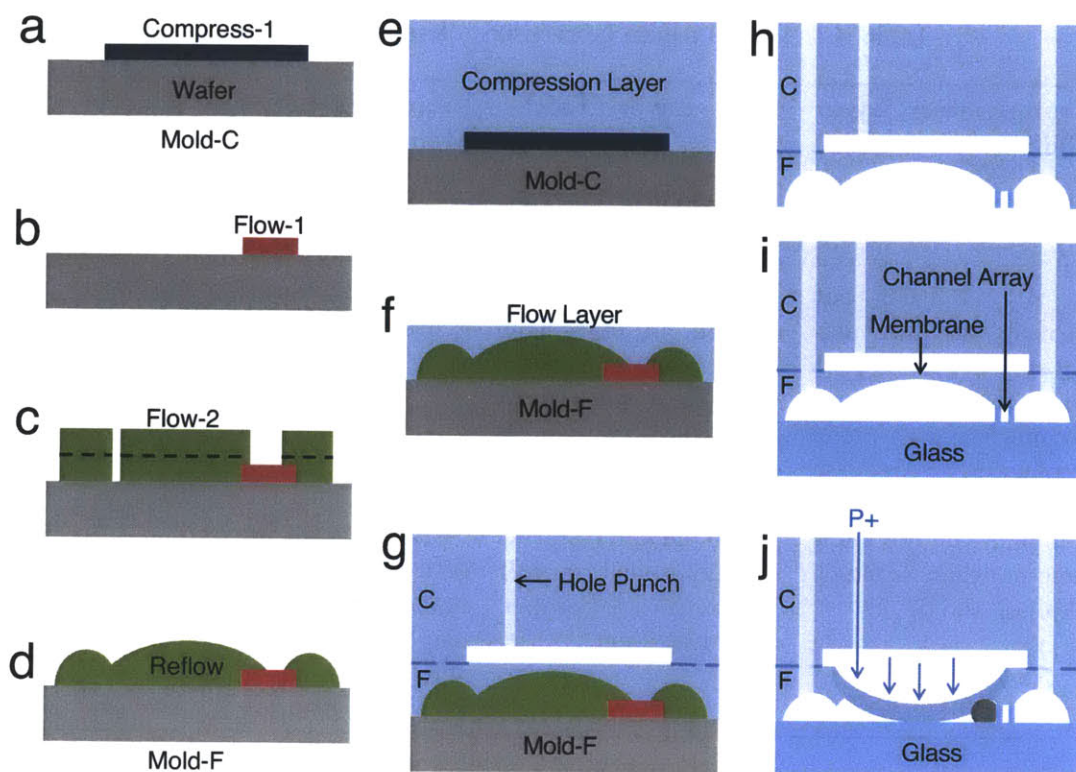 a
Compress-1
Wafer
Mold-C
b
Flow-1
c
Flow-2
d
Reflow
Mold-F
e
Compression Layer
Mold-C
f
Flow Layer
Mold-F
g
C
Hole Punch
F
Mold-F
h
C
F
i
Channel Array
C
Membrane
F
Glass
P+
j
C
F
Glass